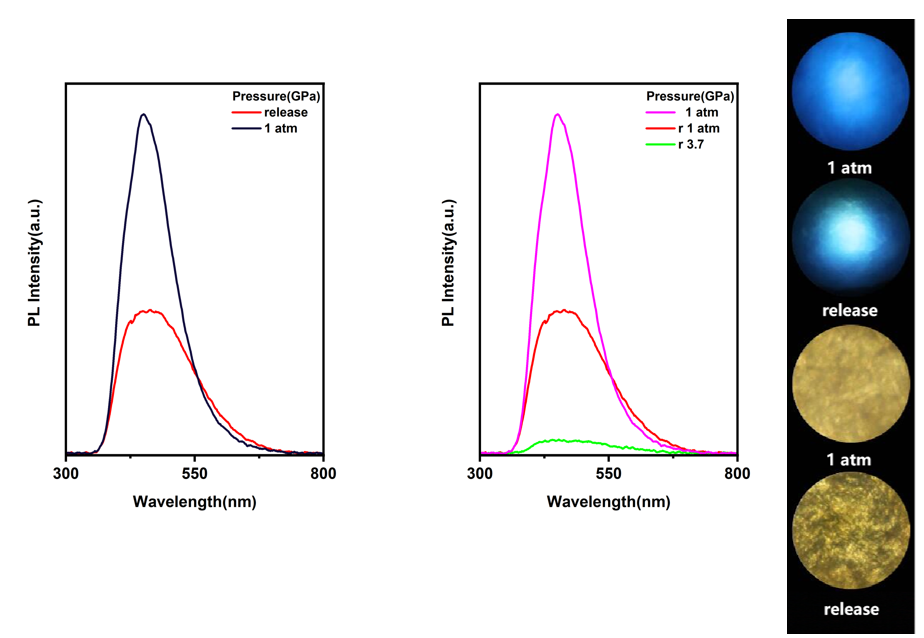 Pressure(GPa)
release
1 atm
PL Intensity(a.u.)
300
550
800
Wavelength(nm)
Pressure(GPa)
1 atm
r 1 atm
r 3.7
PL Intensity(a.u.)
300
550
800
Wavelength(nm)
1 atm
release
1 atm
release